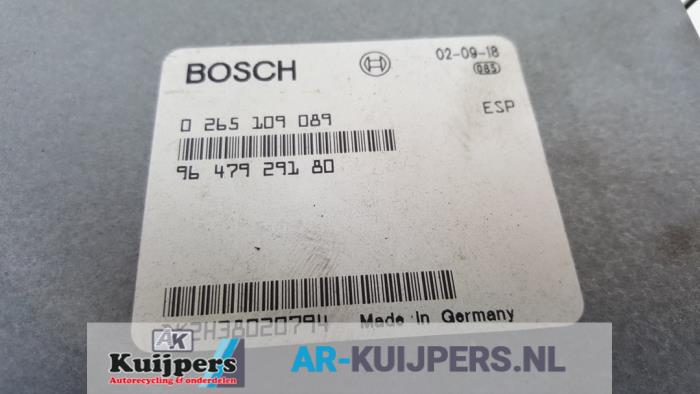 BOSCH
02-09-18
085
ESP
0 265 109 089
96 479 291 80
Made in Germany
AK
Kuijpers
Autorecycling & onderdelen
AR-KUIJPERS.NL